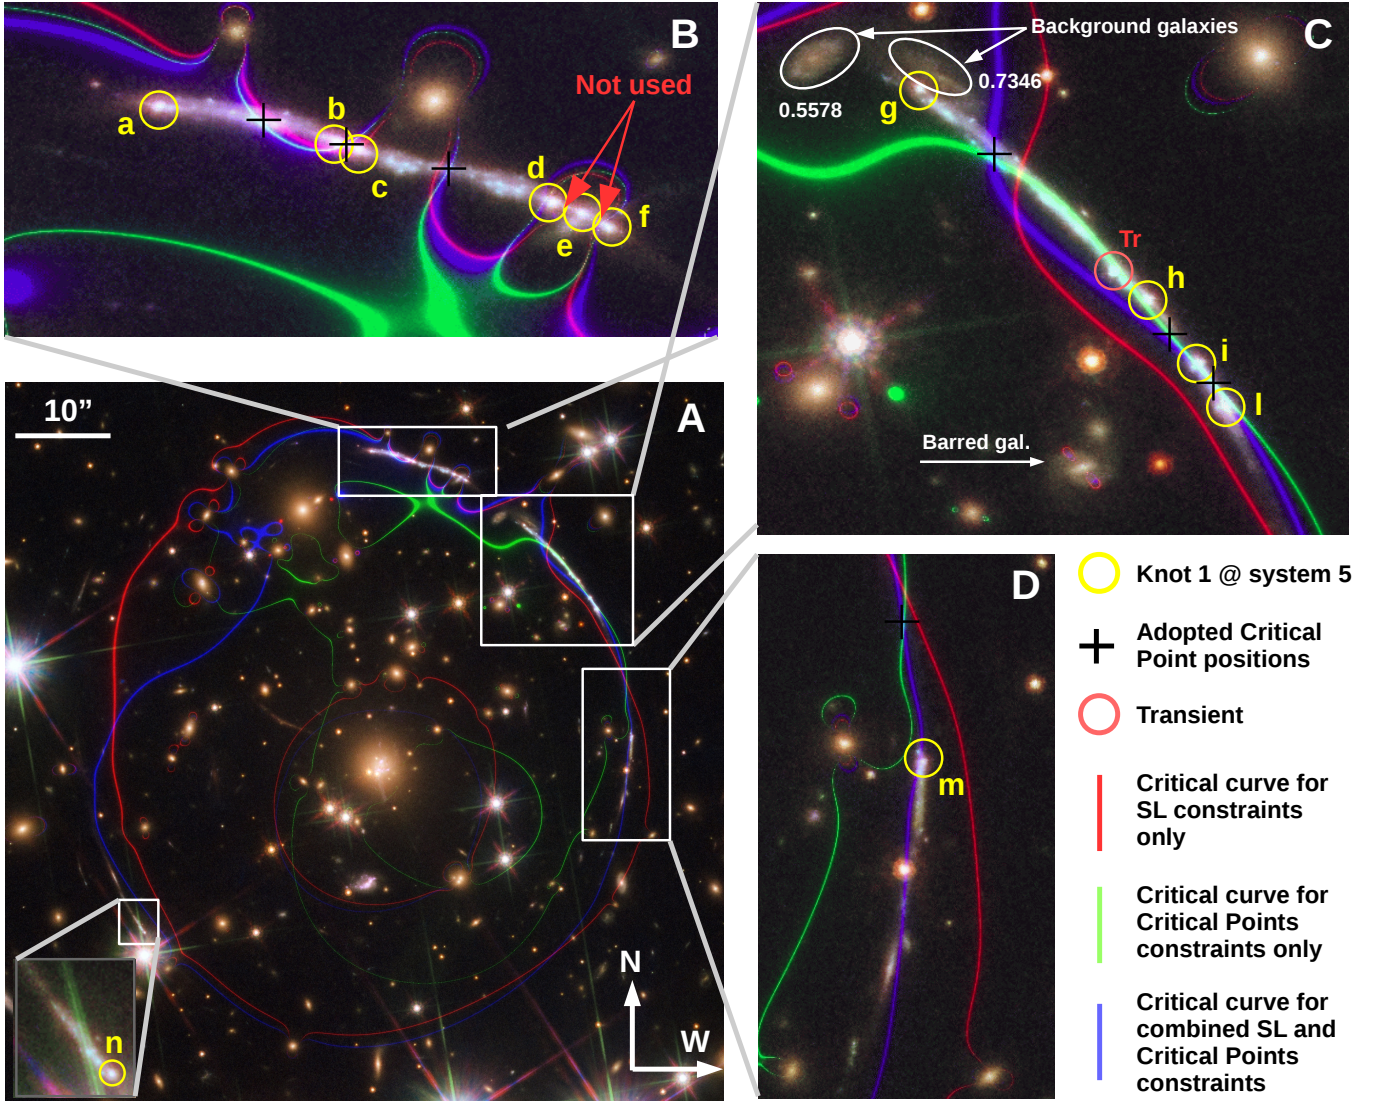 B
Not used
a
b
c
d
e
f
C
Background galaxies
0.7346
0.5578
g
Tr
h
i
l
Barred gal.
A
10”
N
W
n
D
m
Knot 1 @ system 5
Adopted Critical
Point positions
Transient
Critical curve for
SL constraints
only
Critical curve for
Critical Points
constraints only
Critical curve for
combined SL and
Critical Points
constraints